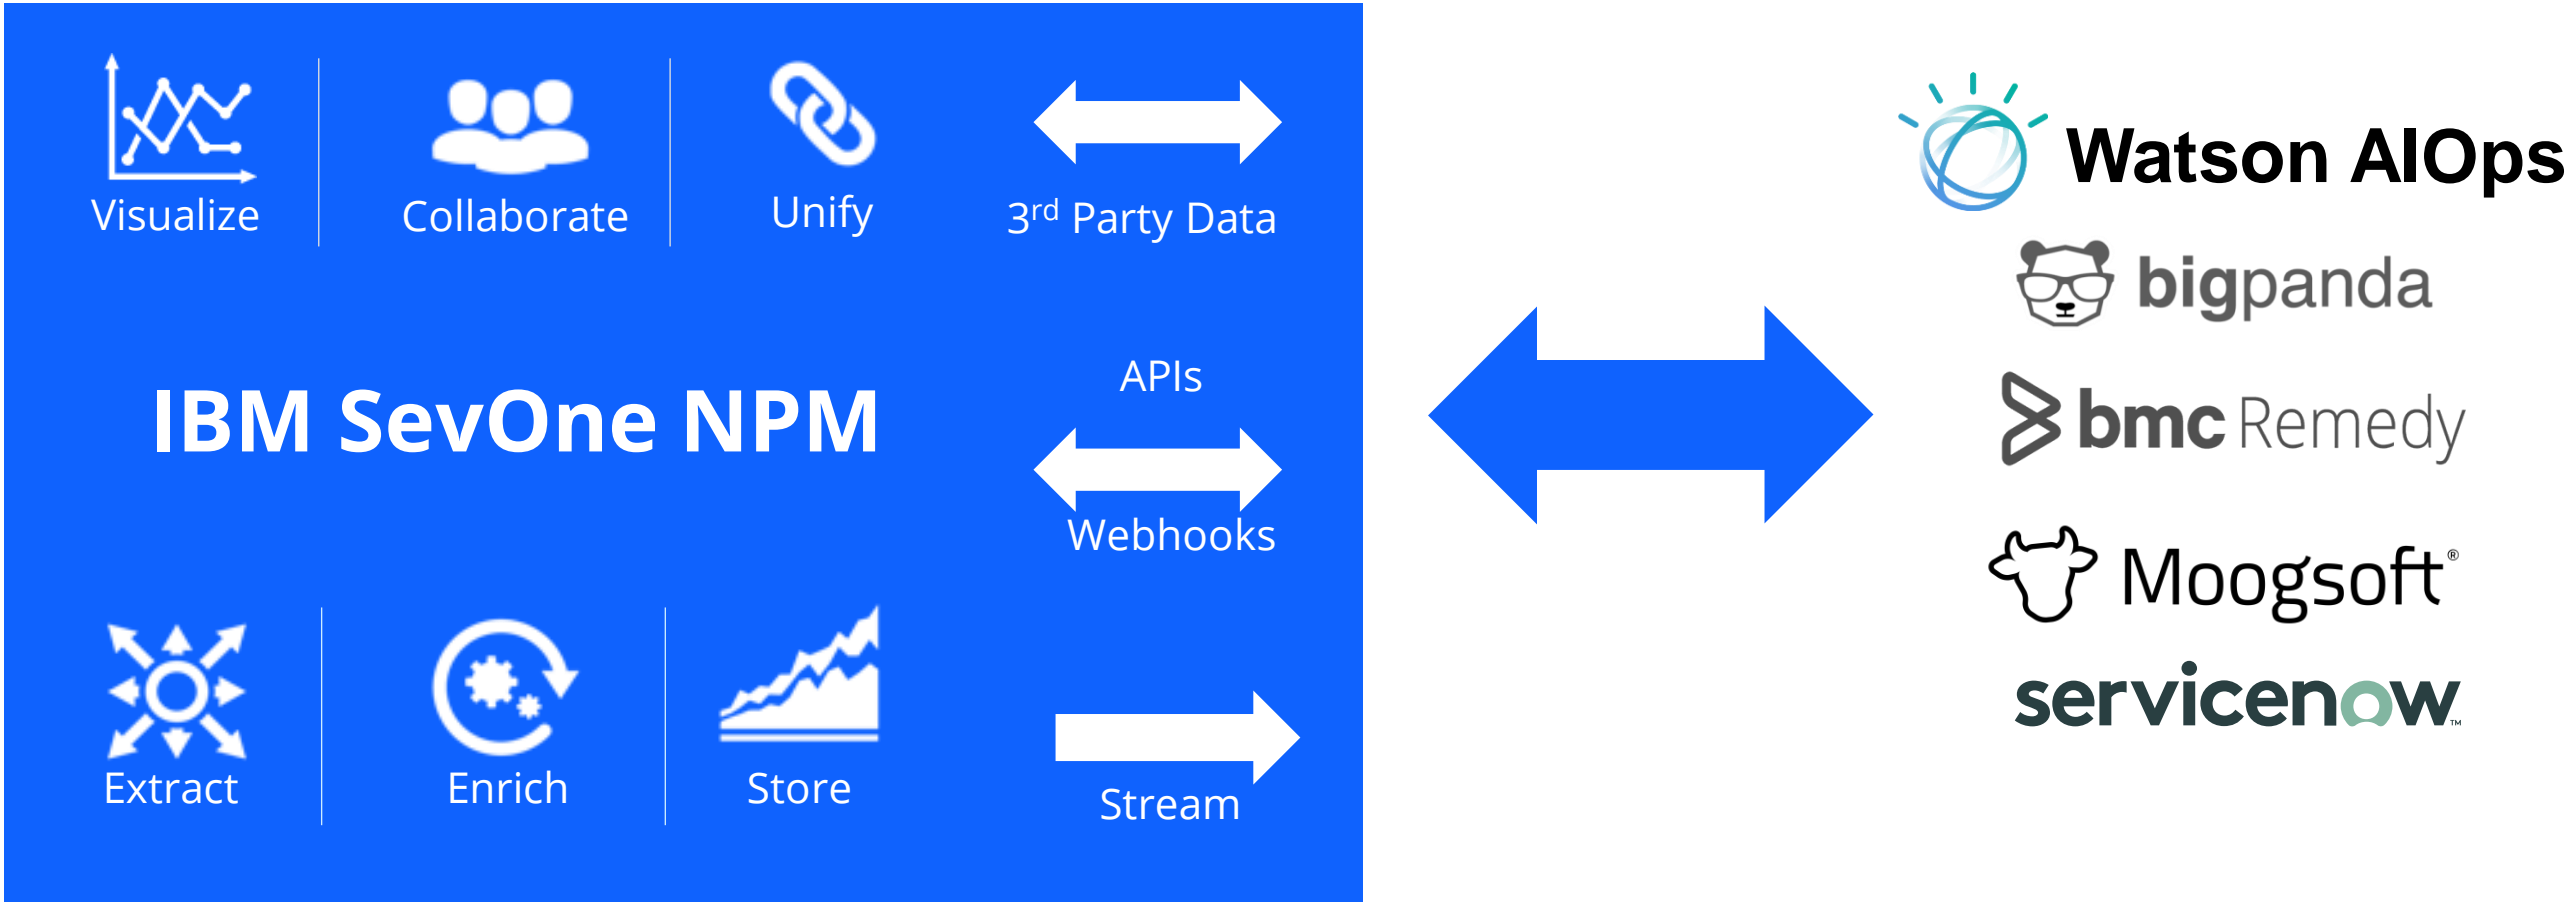 Visualize
Collaborate
Unify
3rd Party Data
IBM SevOne NPM
APIs
Webhooks
Extract
Enrich
Store
Stream
Watson AIOps
bigpanda
bmc Remedy
Moogsoft®
servicenow™